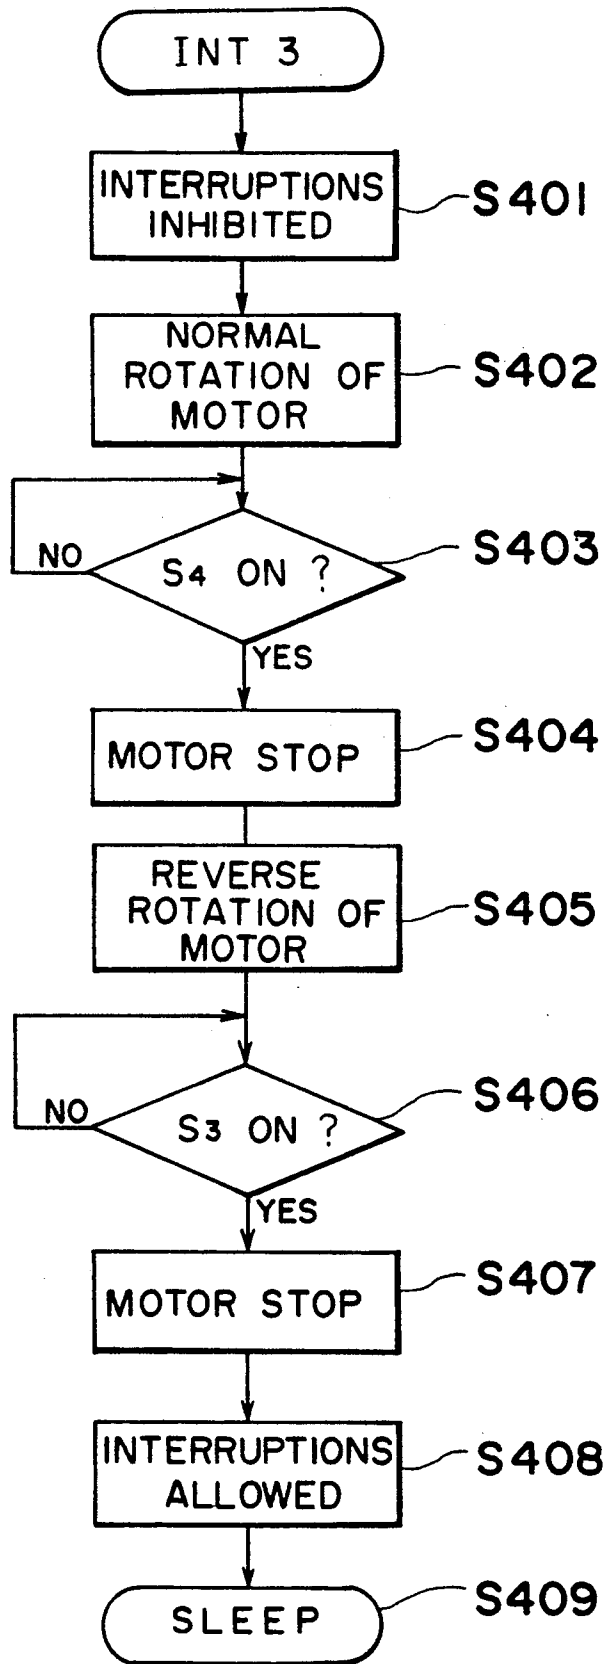 INT 3
INTERRUPTIONS
INHIBITED
S401
NORMAL
ROTATION OF
MOTOR
S402
S4 ON ?
S403
NO
YES
MOTOR STOP
S404
REVERSE
ROTATION OF
MOTOR
S405
S3 ON ?
S406
NO
YES
MOTOR STOP
S407
INTERRUPTIONS
ALLOWED
S408
SLEEP
S409